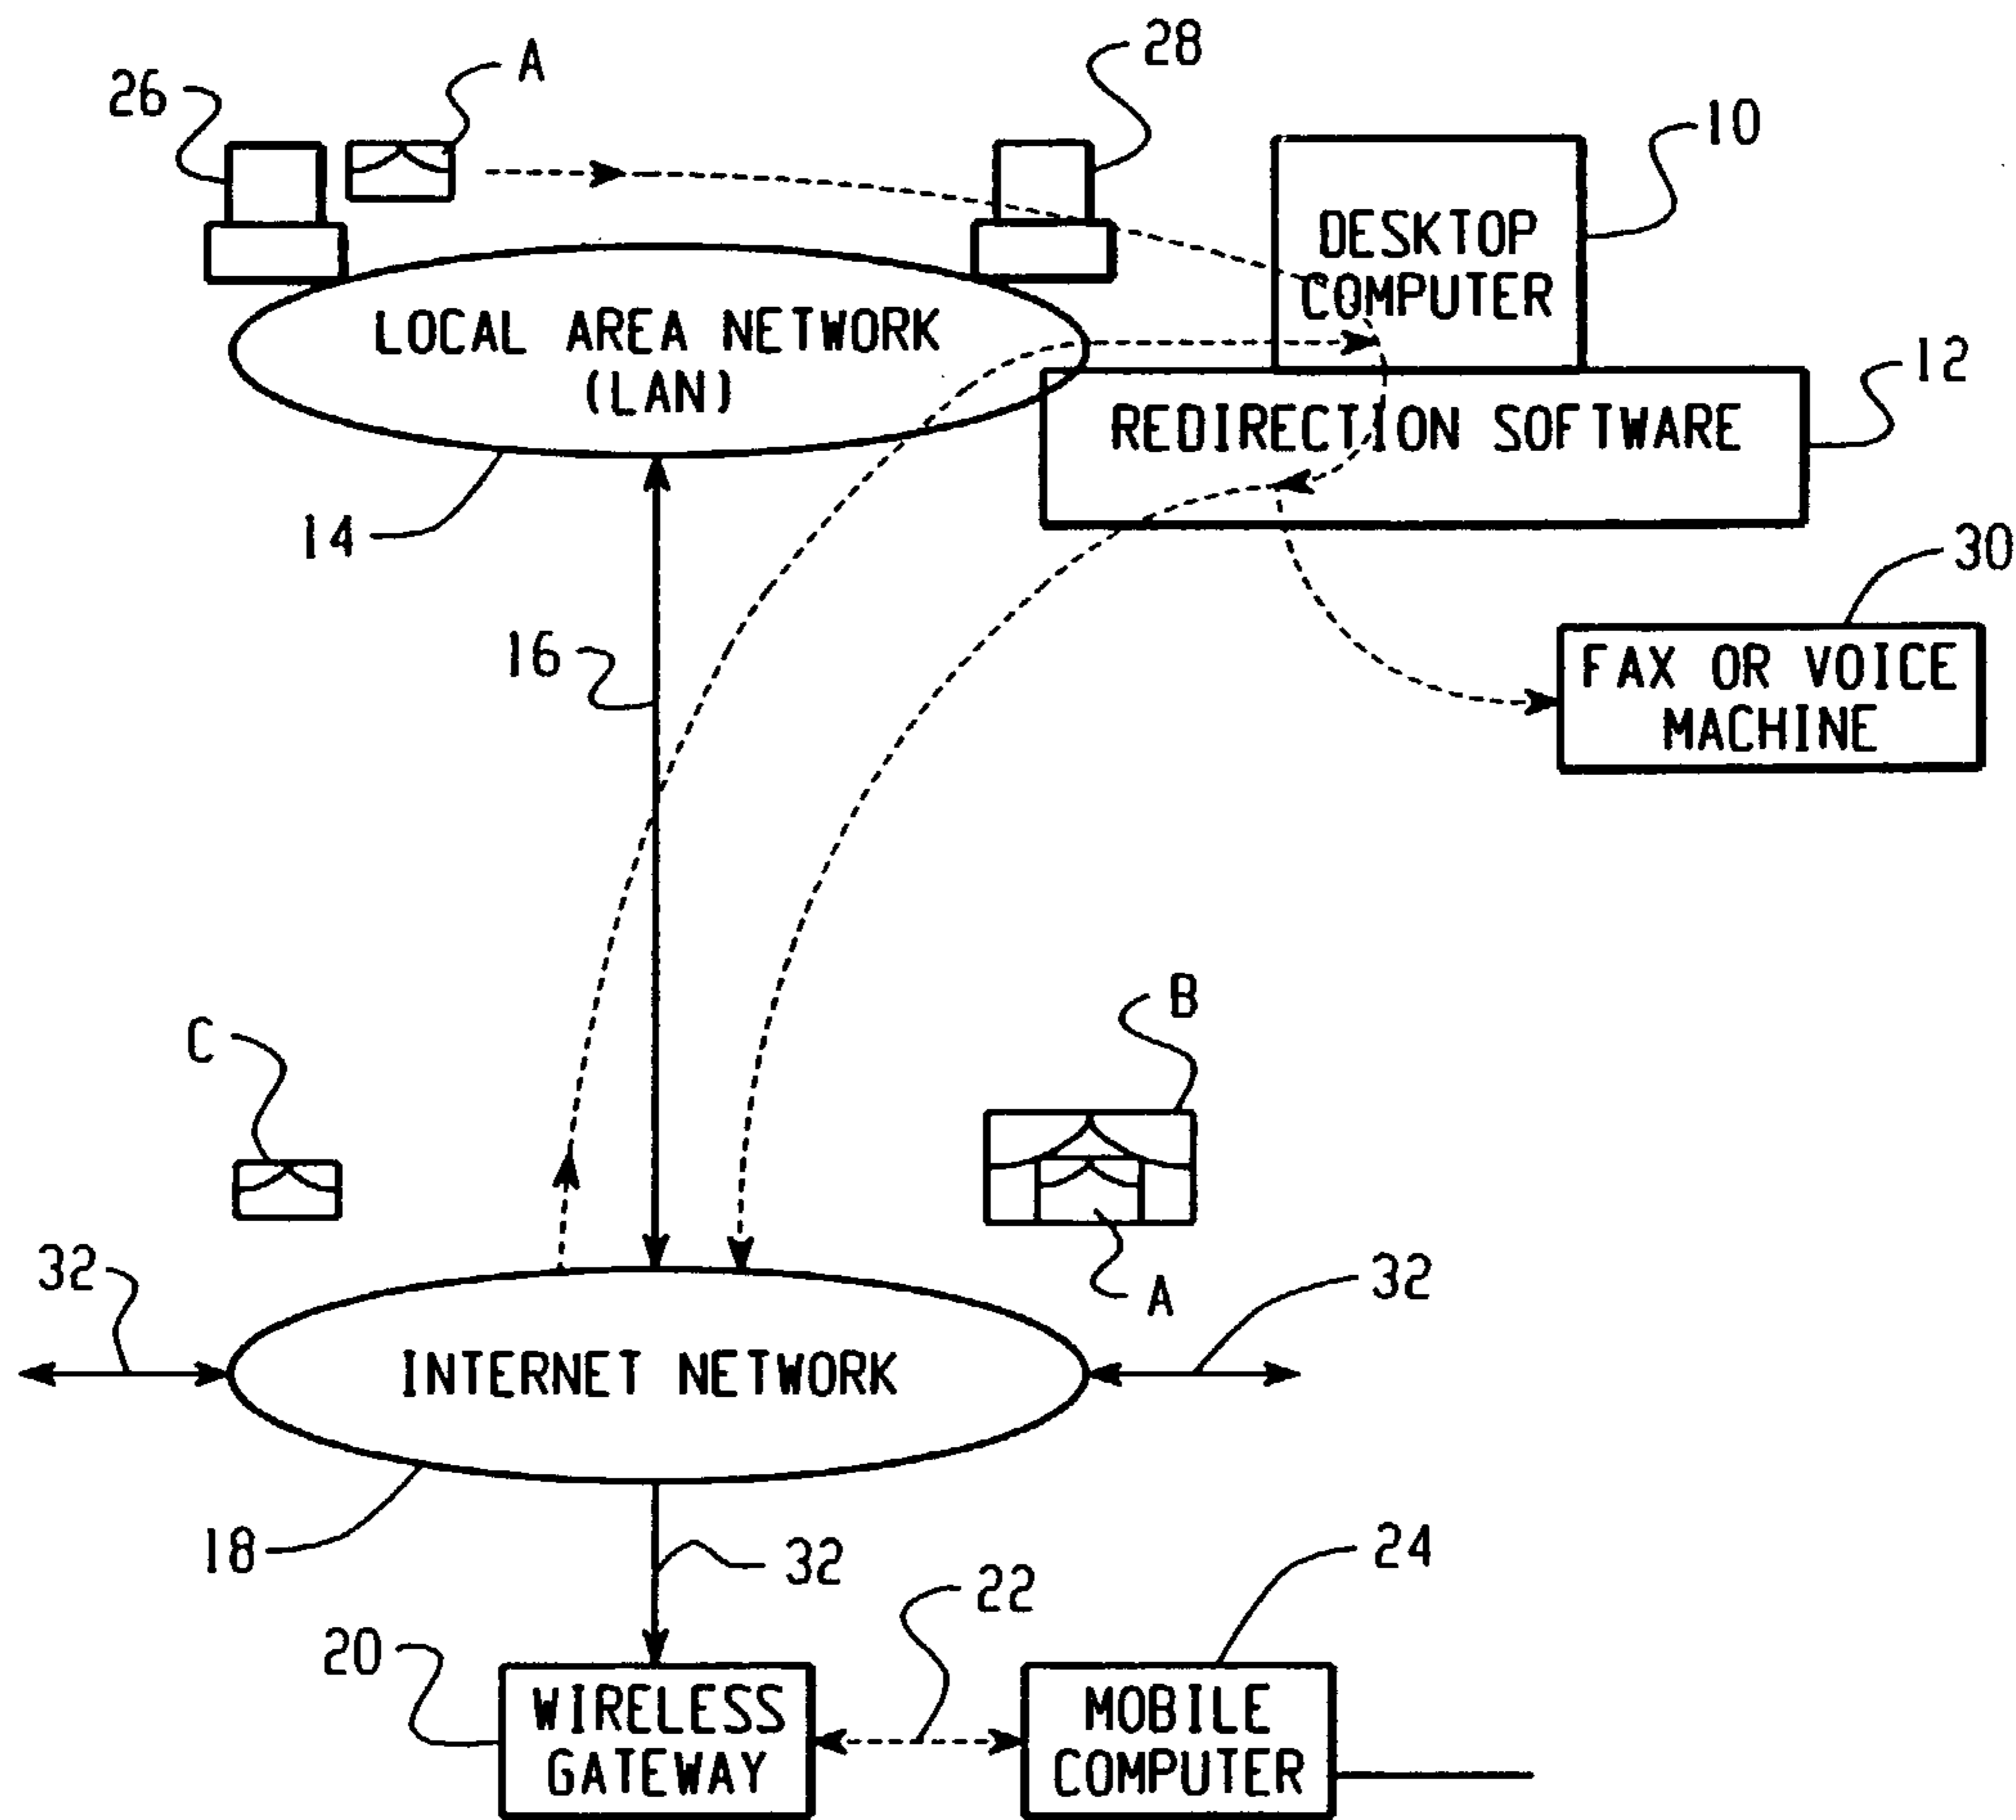 26
A
28
10
DESKTOP
COMPUTER
LOCAL AREA NETWORK
(LAN)
12
REDIRECTION SOFTWARE
14
30
16
FAX OR VOICE
MACHINE
C
B
32
A
32
INTERNET NETWORK
18
32
22
24
20
WIRELESS
GATEWAY
MOBILE
COMPUTER